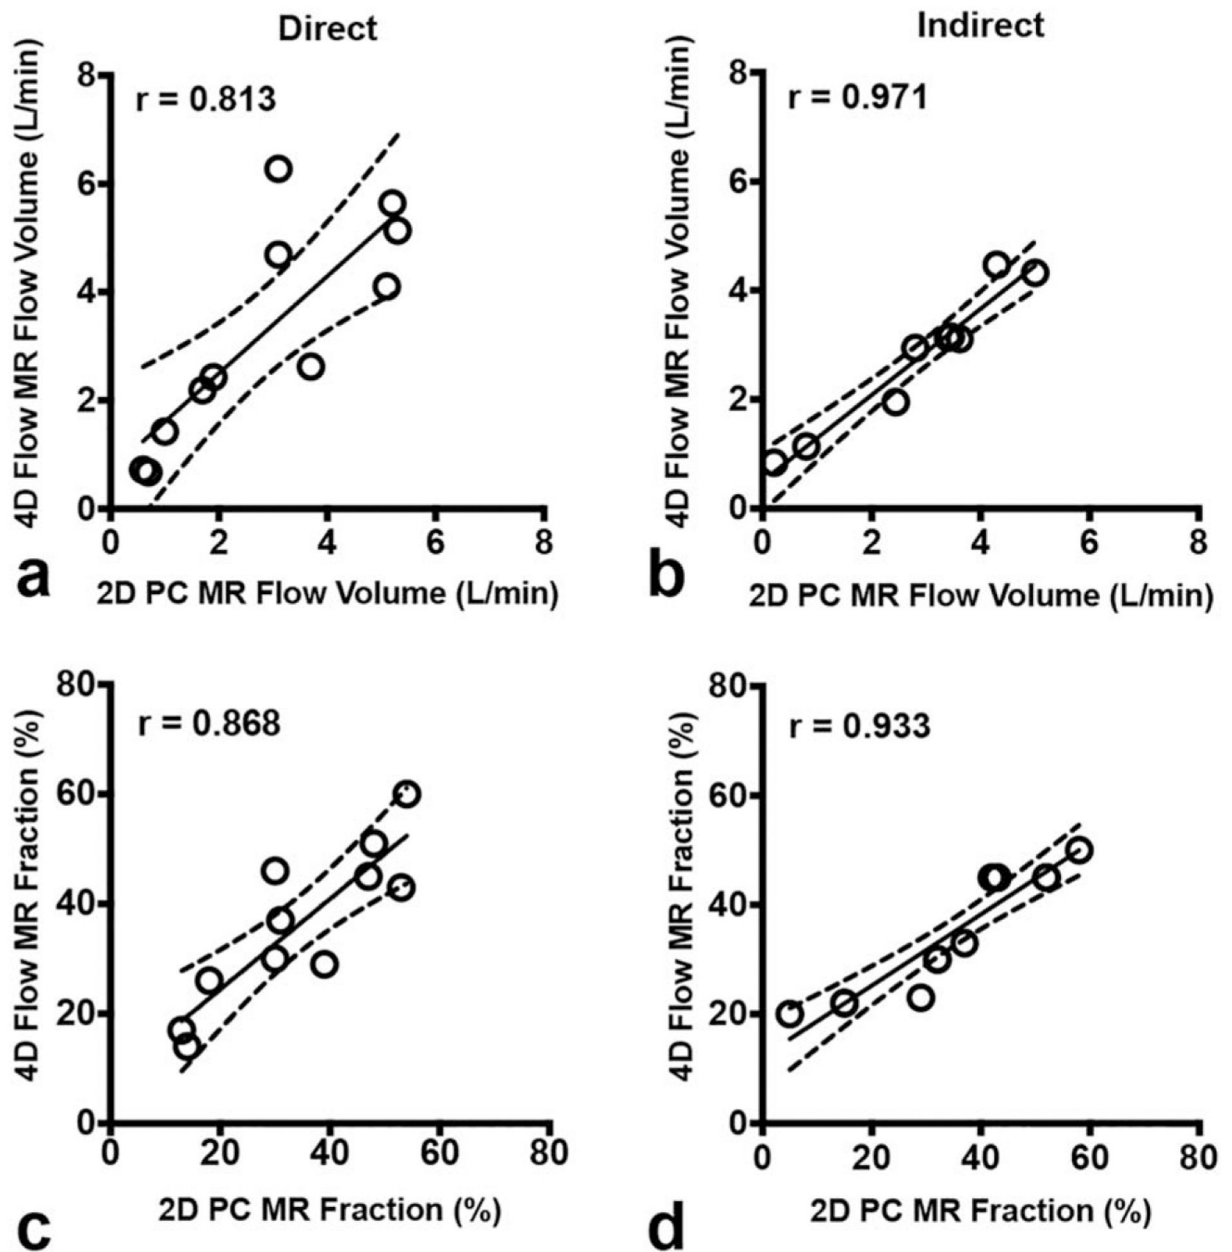 Direct
Indirect
4D Flow MR Flow Volume (L/min)
8
6
4
2
0
r = 0.813
0 2 4 6 8
a
2D PC MR Flow Volume (L/min)
4D Flow MR Flow Volume (L/min)
8
6
4
2
0
r = 0.971
0 2 4 6 8
b
2D PC MR Flow Volume (L/min)
4D Flow MR Fraction (%)
80
60
40
20
0
r = 0.868
0 20 40 60 80
c
2D PC MR Fraction (%)
4D Flow MR Fraction (%)
80
60
40
20
0
r = 0.933
0 20 40 60 80
d
2D PC MR Fraction (%)